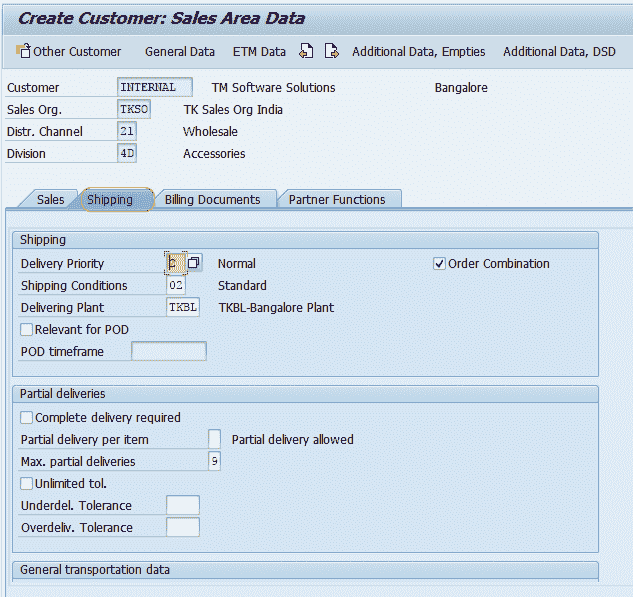 Create Customer: Sales Area Data
Other Customer General Data ETM Data Additional Data, Empties Additional Data, DSD
Customer INTERNAL TM Software Solutions Bangalore
Sales Org. TKSO TK Sales Org India
Distr. Channel 21 Wholesale
Division 4D Accessories
Sales Shipping Billing Documents Partner Functions
Shipping
Delivery Priority Normal Order Combination
Shipping Conditions 02 Standard
Delivering Plant TKBL TKBL-Bangalore Plant
Relevant for POD
POD timeframe
Partial deliveries
Complete delivery required
Partial delivery per item Partial delivery allowed
Max. partial deliveries 9
Unlimited tol.
Underdel. Tolerance
Overdeliv. Tolerance
General transportation data